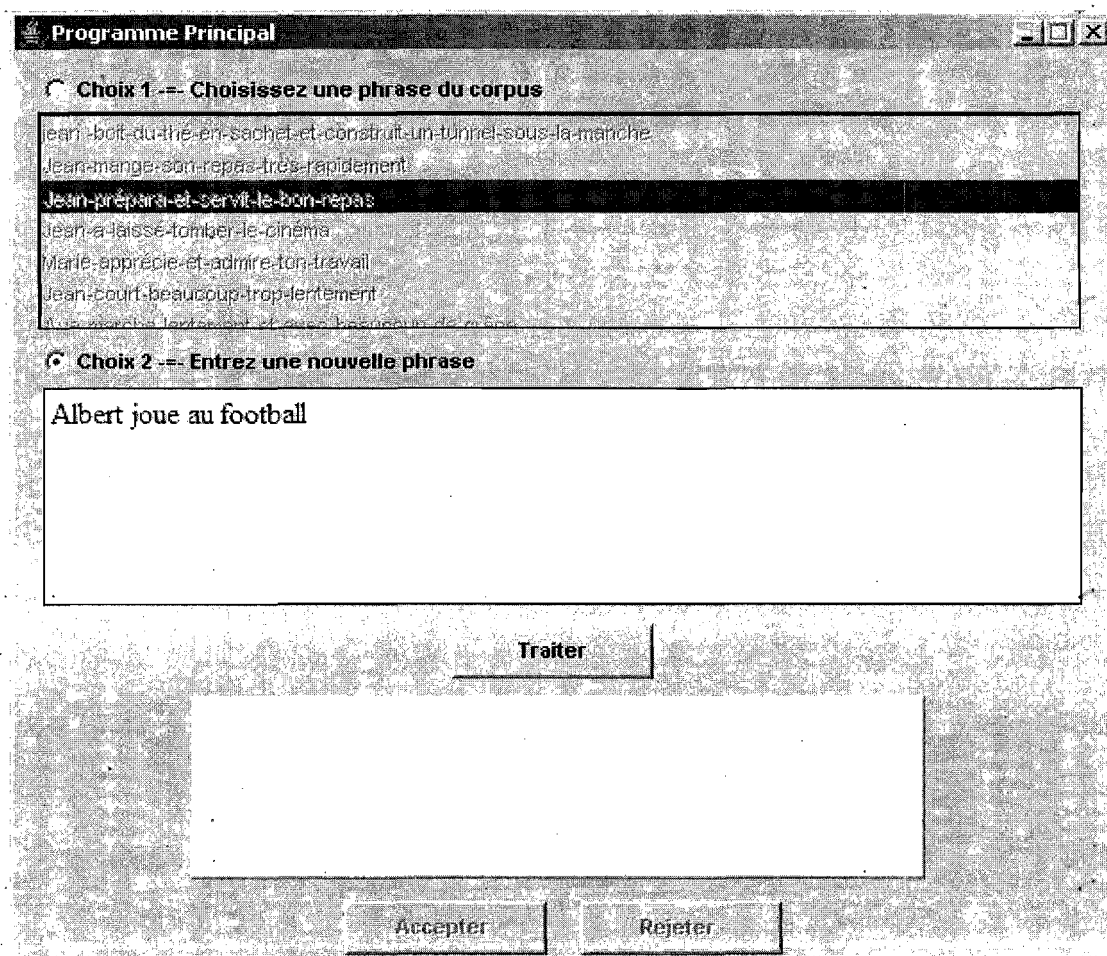 Programme Principal
Choix 1 -=- Choisissez une phrase du corpus
jean -boit-du-thé-en-sachet-et-construit-un-tunnel-sous-la-manche
Jean-mange-son-repas-très-rapidement
Jean-prépara-et-servit-le-bon-repas
Jean-a-laissé-tomber-le-cinéma
Marie-apprécie-et-admire-ton-travail
Jean-court-beaucoup-trop-lentement
Choix 2 -=- Entrez une nouvelle phrase
Albert joue au football
Traiter
Accepter Rejeter